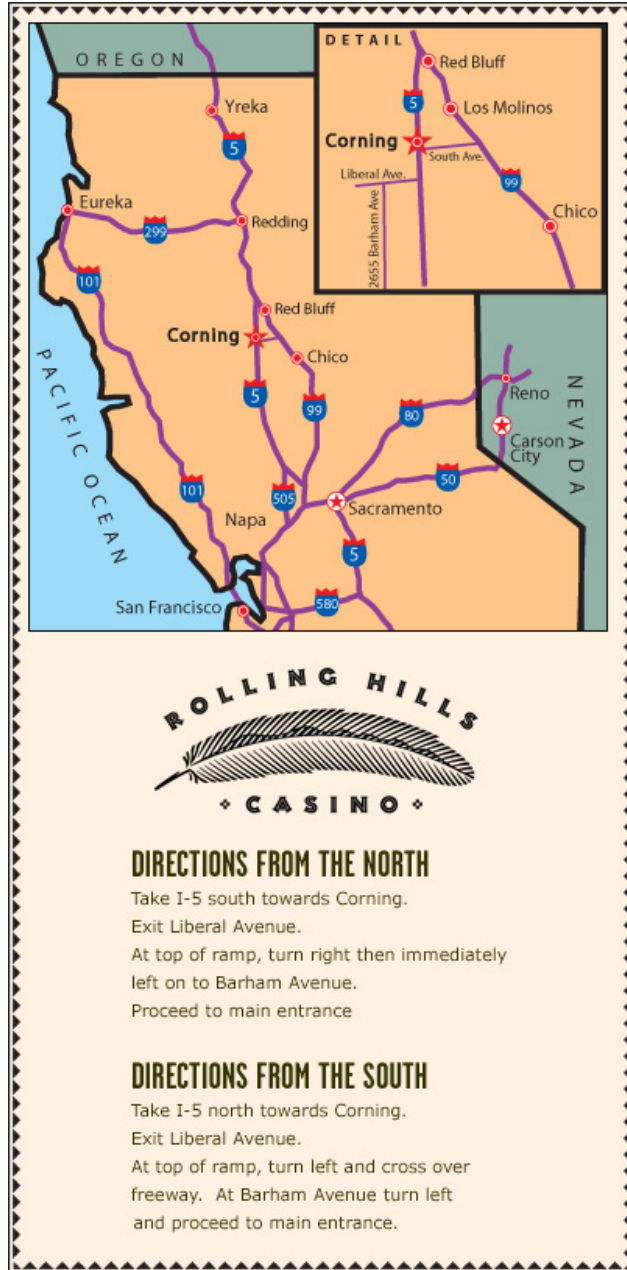 OREGON
DETAIL
Red Bluff
5
Los Molinos
Corning
South Ave.
Liberal Ave.
99
2655 Barham Ave
Chico
Yreka
5
Eureka
299
Redding
101
Red Bluff
Corning
Chico
PACIFIC OCEAN
5
99
80
Reno
NEVADA
Carson
City
101
505
50
Napa
Sacramento
5
San Francisco
580
ROLLING HILLS
CASINO
DIRECTIONS FROM THE NORTH
Take I-5 south towards Corning.
Exit Liberal Avenue.
At top of ramp, turn right then immediately
left on to Barham Avenue.
Proceed to main entrance
DIRECTIONS FROM THE SOUTH
Take I-5 north towards Corning.
Exit Liberal Avenue.
At top of ramp, turn left and cross over
freeway. At Barham Avenue turn left
and proceed to main entrance.